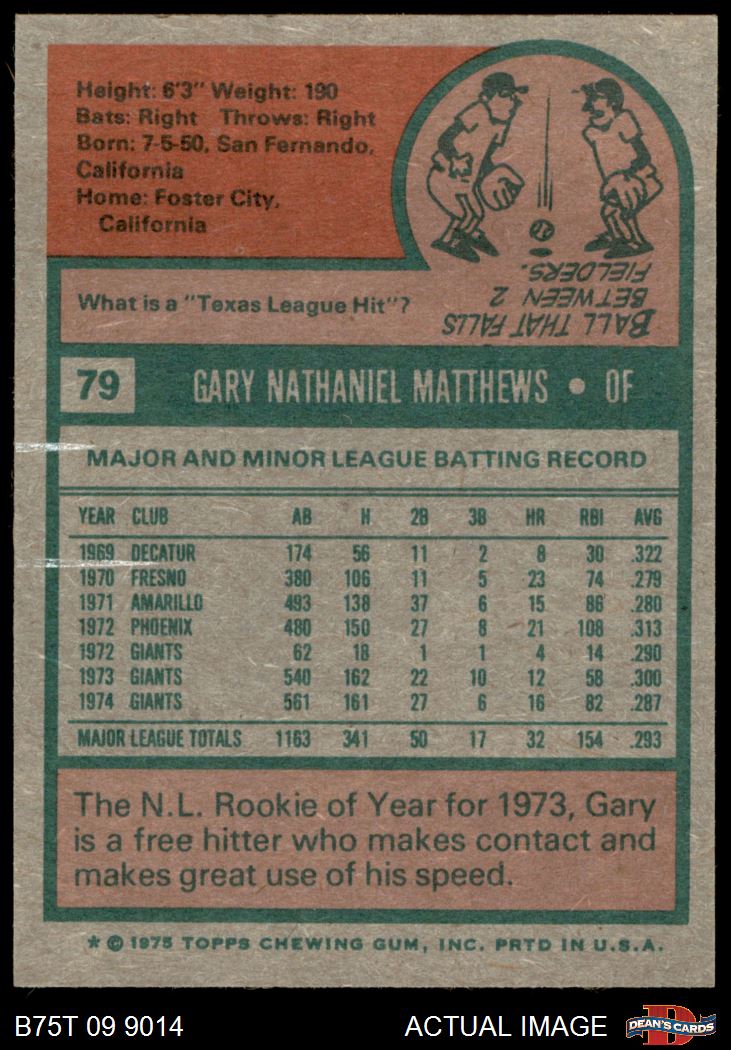 Height: 6'3" Weight: 190
Bats: Right Throws: Right
Born: 7-5-50, San Fernando,
California
Home: Foster City,
California
What is a "Texas League Hit"?
BALL THAT FALLS
BETWEEN 2
FIELDERS.
79 GARY NATHANIEL MATTHEWS • OF
MAJOR AND MINOR LEAGUE BATTING RECORD
YEAR CLUB AB H 2B 3B HR RBI AVG
1969 DECATUR 174 56 11 2 8 30 .322
1970 FRESNO 380 106 11 5 23 74 .279
1971 AMARILLO 493 138 37 6 15 86 .280
1972 PHOENIX 480 150 27 8 21 108 .313
1972 GIANTS 62 18 1 1 4 14 .290
1973 GIANTS 540 162 22 10 12 58 .300
1974 GIANTS 561 161 27 6 16 82 .287
MAJOR LEAGUE TOTALS 1163 341 50 17 32 154 .293
The N.L. Rookie of Year for 1973, Gary
is a free hitter who makes contact and
makes great use of his speed.
* © 1975 TOPPS CHEWING GUM, INC. PRTD IN U.S.A.
B75T 09 9014 ACTUAL IMAGE D DEAN'S CARDS